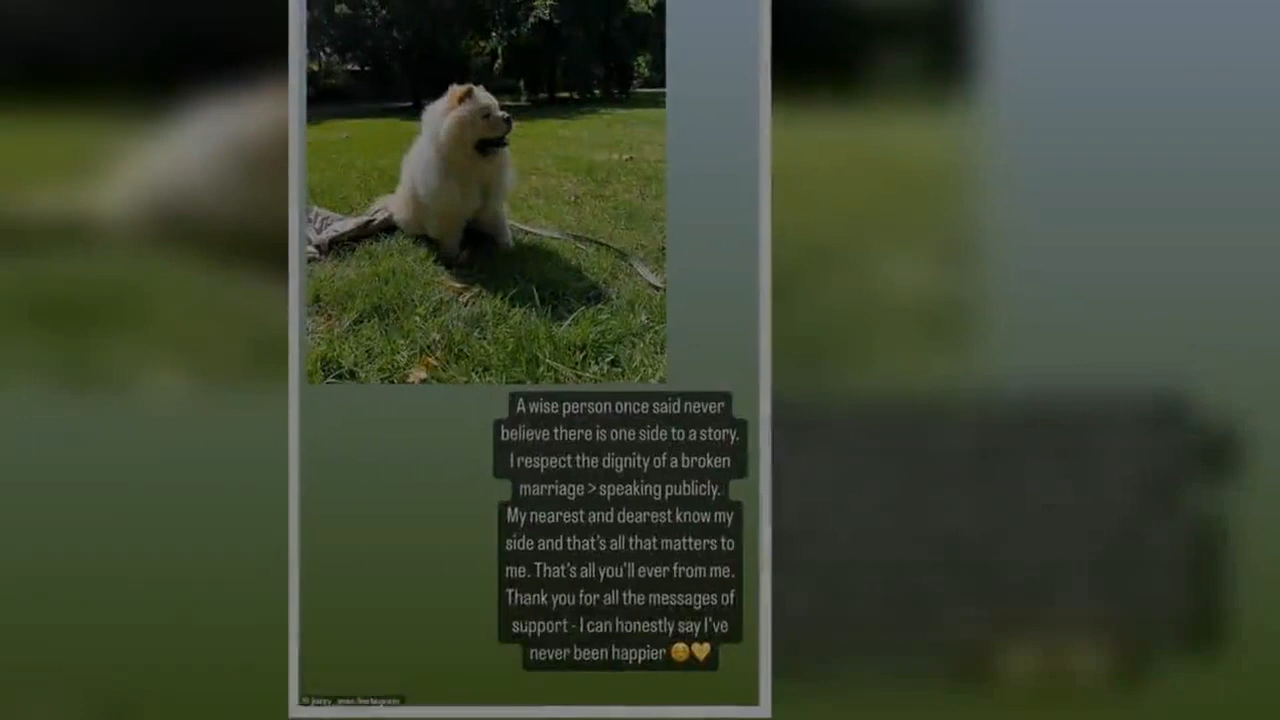 A wise person once said never
believe there is one side to a story.
I respect the dignity of a broken
marriage > speaking publicly.
My nearest and dearest know my
side and that's all that matters to
me. That's all you'll ever from me.
Thank you for all the messages of
support - I can honestly say I've
never been happier ☺️💛